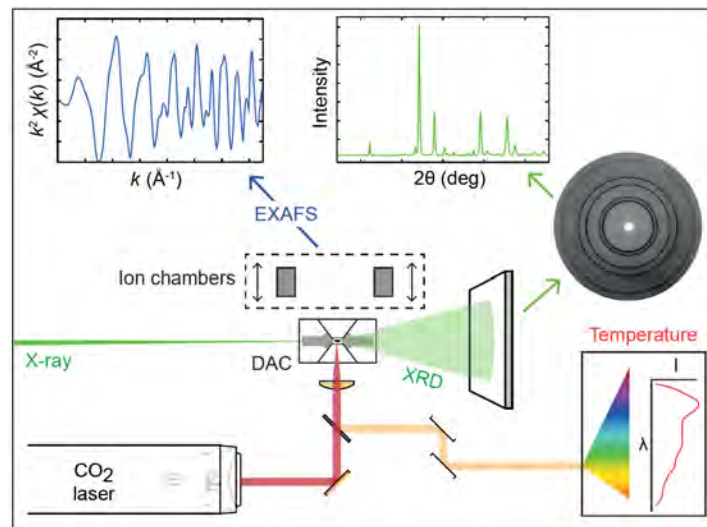 k² χ(k) (Å⁻²)
k (Å⁻¹)
Intensity
2θ (deg)
EXAFS
Ion chambers
X-ray
DAC
XRD
Temperature
I
λ
CO₂
laser